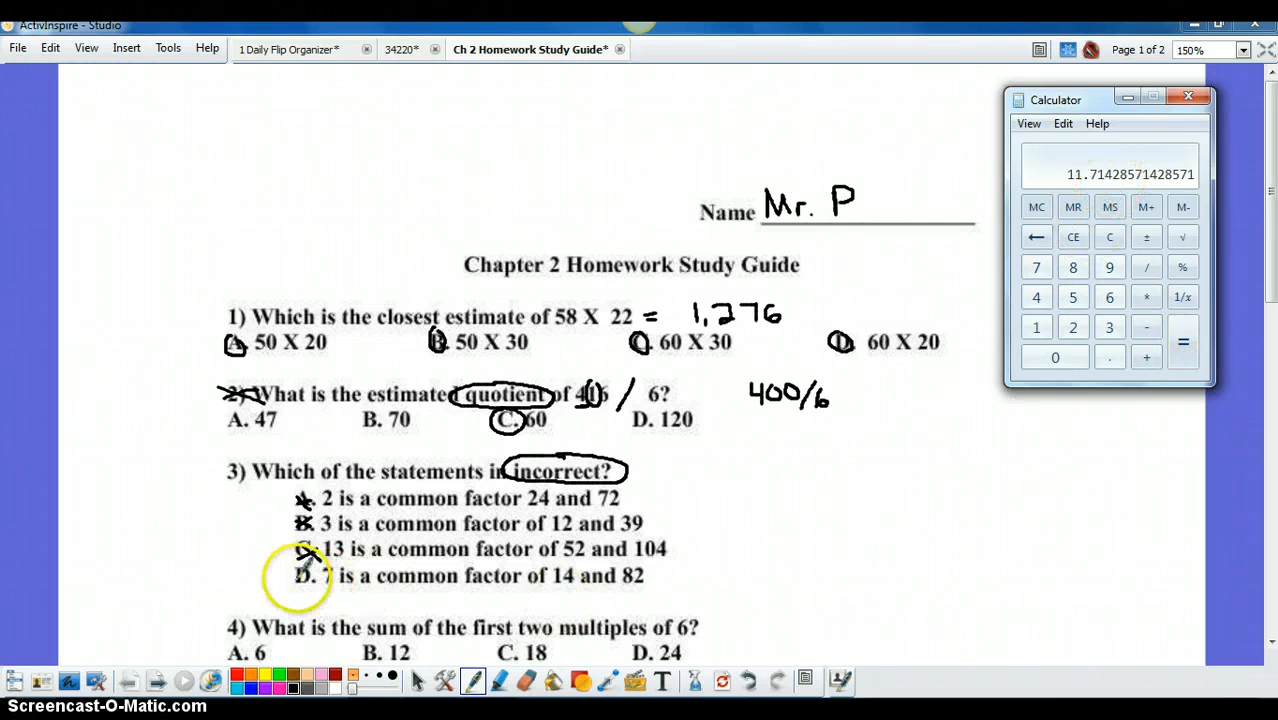 ActivInspire - Studio
File Edit View Insert Tools Help 1 Daily Flip Organizer* 34220* Ch 2 Homework Study Guide* Page 1 of 2 150%
Calculator
View Edit Help
11.71428571428571
MC MR MS M+ M-
← CE C ± √
7 8 9 / %
4 5 6 * 1/x
1 2 3 - =
0 . +
Name Mr. P
Chapter 2 Homework Study Guide
1) Which is the closest estimate of 58 X 22 = 1,276
A. 50 X 20 B. 50 X 30 C. 60 X 30 D. 60 X 20
2) What is the estimated quotient of 416 / 6? 400/6
A. 47 B. 70 C. 60 D. 120
3) Which of the statements in incorrect?
A. 2 is a common factor 24 and 72
B. 3 is a common factor of 12 and 39
C. 13 is a common factor of 52 and 104
D. 7 is a common factor of 14 and 82
4) What is the sum of the first two multiples of 6?
A. 6 B. 12 C. 18 D. 24
T
Screencast-O-Matic.com